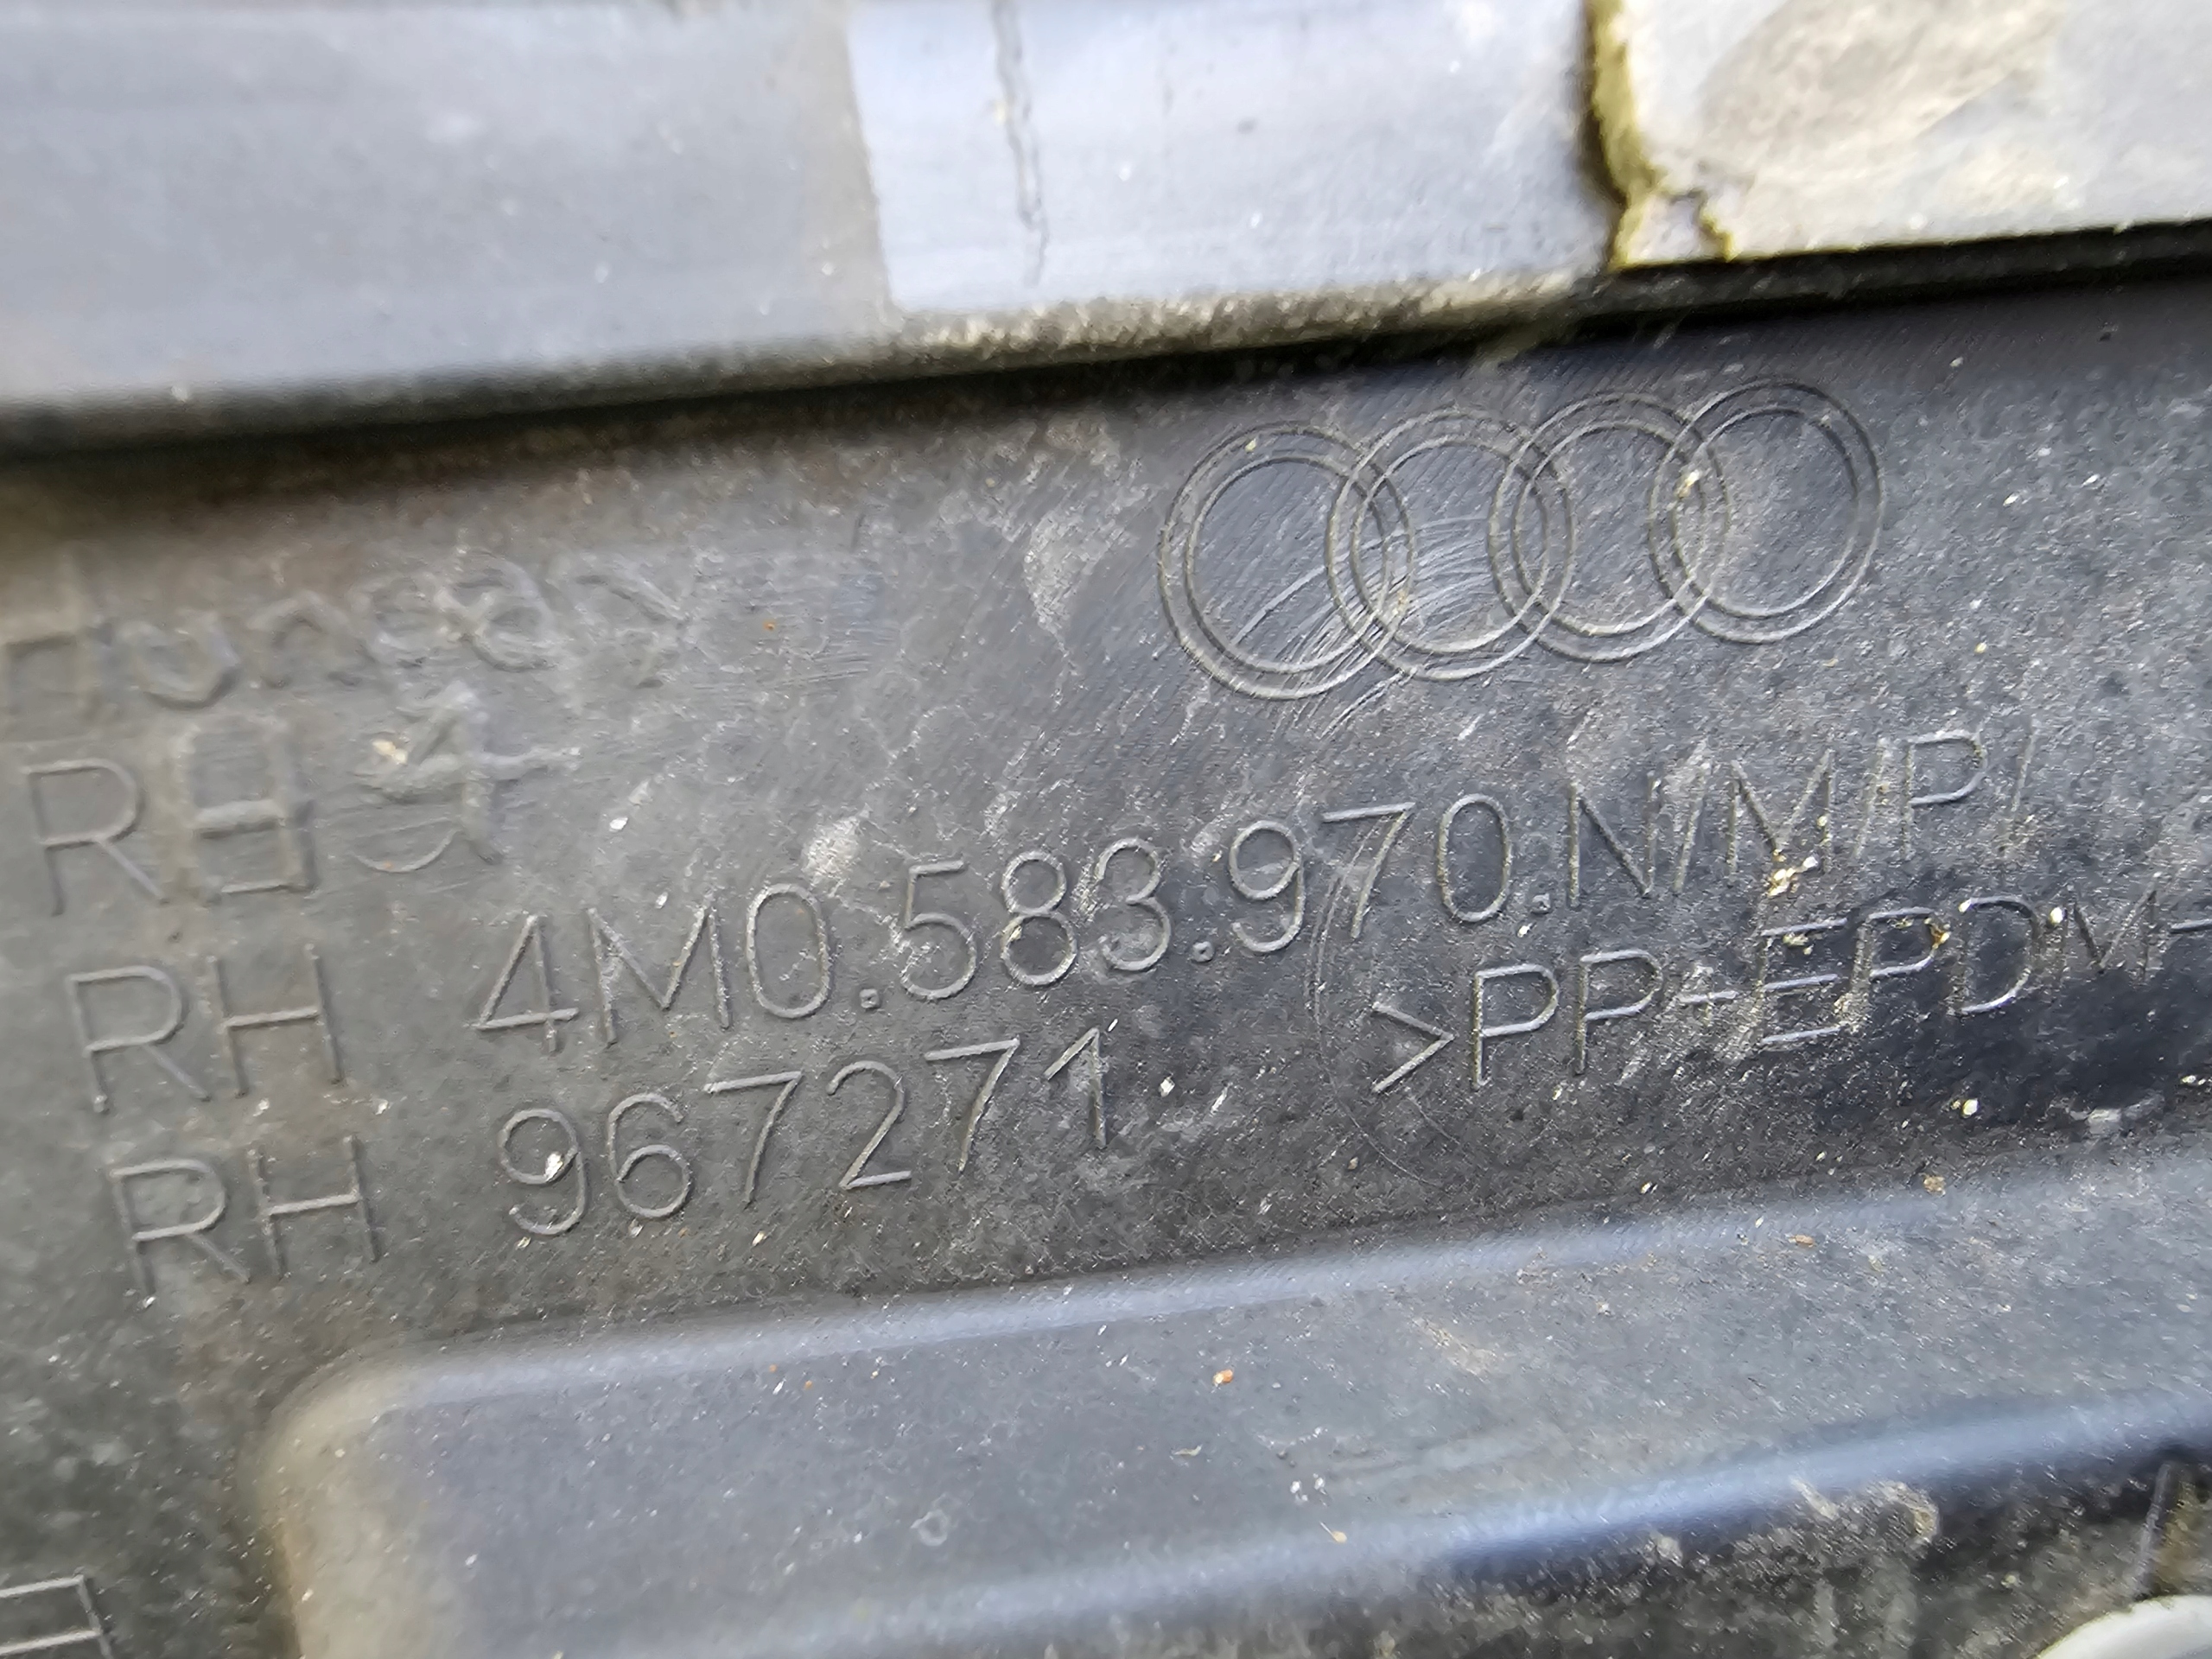 RH 4M0.583.970.N/M/P/
RH 967271 >PP+EPDM-
RH